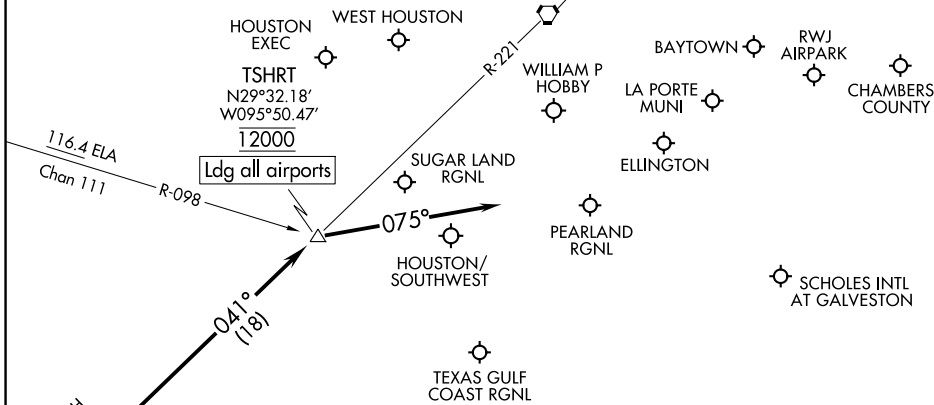 WEST HOUSTON
HOUSTON
EXEC
TSHRT
N29°32.18'
W095°50.47'
12000
Ldg all airports
116.4 ELA
Chan 111
R-098
R-221
WILLIAM P
HOBBY
BAYTOWN
RWJ
AIRPARK
CHAMBERS
COUNTY
LA PORTE
MUNI
ELLINGTON
SUGAR LAND
RGNL
075°
HOUSTON/
SOUTHWEST
PEARLAND
RGNL
SCHOLES INTL
AT GALVESTON
041°
(18)
TEXAS GULF
COAST RGNL